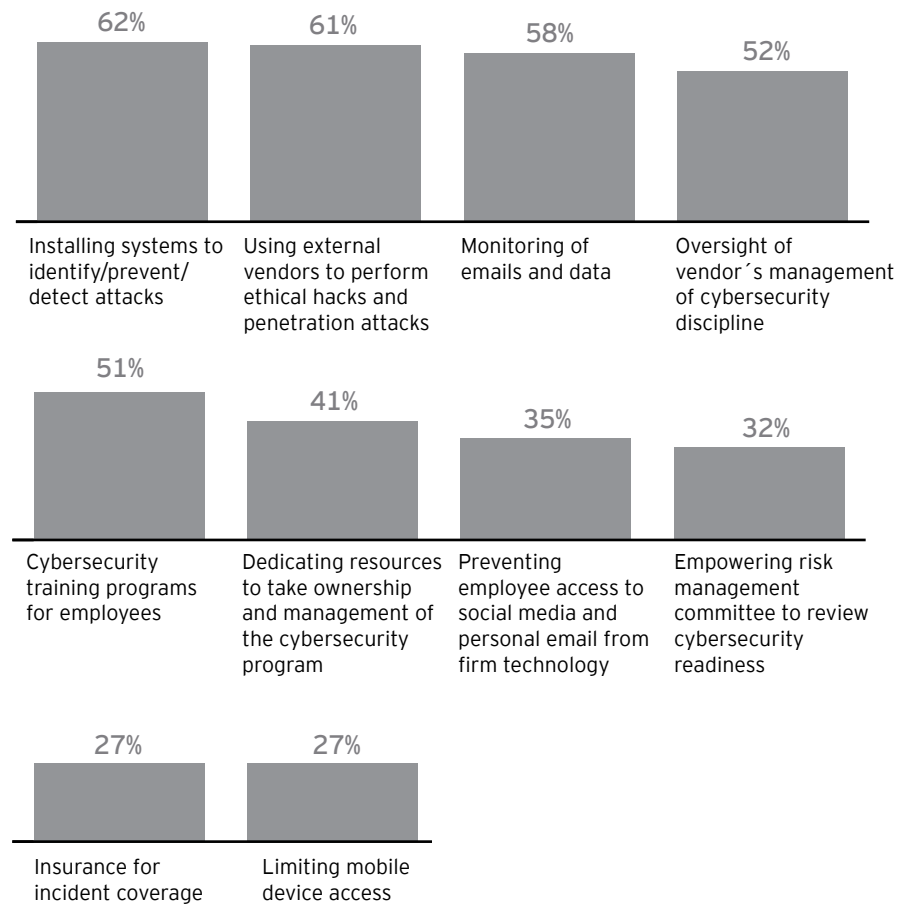 62%
61%
58%
52%
Installing systems to
identify/prevent/
detect attacks
Using external
vendors to perform
ethical hacks and
penetration attacks
Monitoring of
emails and data
Oversight of
vendor´s management
of cybersecurity
discipline
51%
41%
35%
32%
Cybersecurity
training programs
for employees
Dedicating resources
to take ownership
and management of
the cybersecurity
program
Preventing
employee access to
social media and
personal email from
firm technology
Empowering risk
management
committee to review
cybersecurity
readiness
27%
27%
Insurance for
incident coverage
Limiting mobile
device access